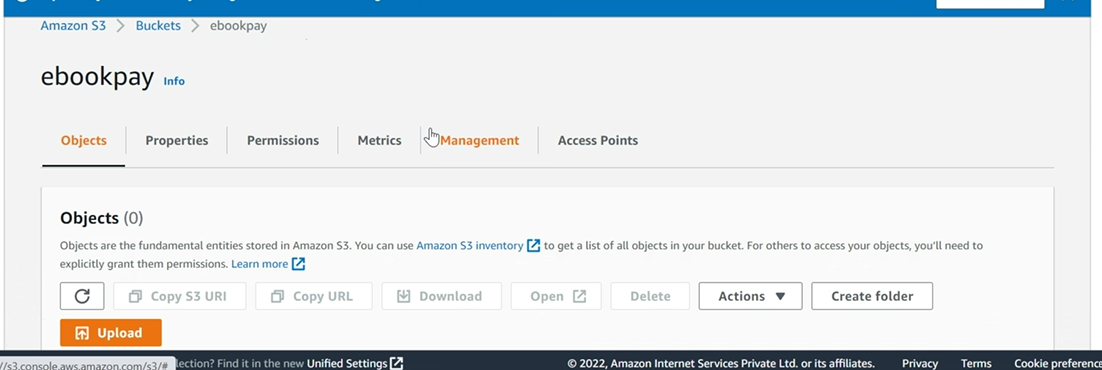 Amazon S3 > Buckets > ebookpay
ebookpay Info
Objects Properties Permissions Metrics Management Access Points
Objects (0)
Objects are the fundamental entities stored in Amazon S3. You can use Amazon S3 inventory to get a list of all objects in your bucket. For others to access your objects, you'll need to
explicitly grant them permissions. Learn more
Copy S3 URI Copy URL Download Open Delete Actions Create folder
Upload
//s3.console.aws.amazon.com/s3/# lection? Find it in the new Unified Settings © 2022, Amazon Internet Services Private Ltd. or its affiliates. Privacy Terms Cookie preference